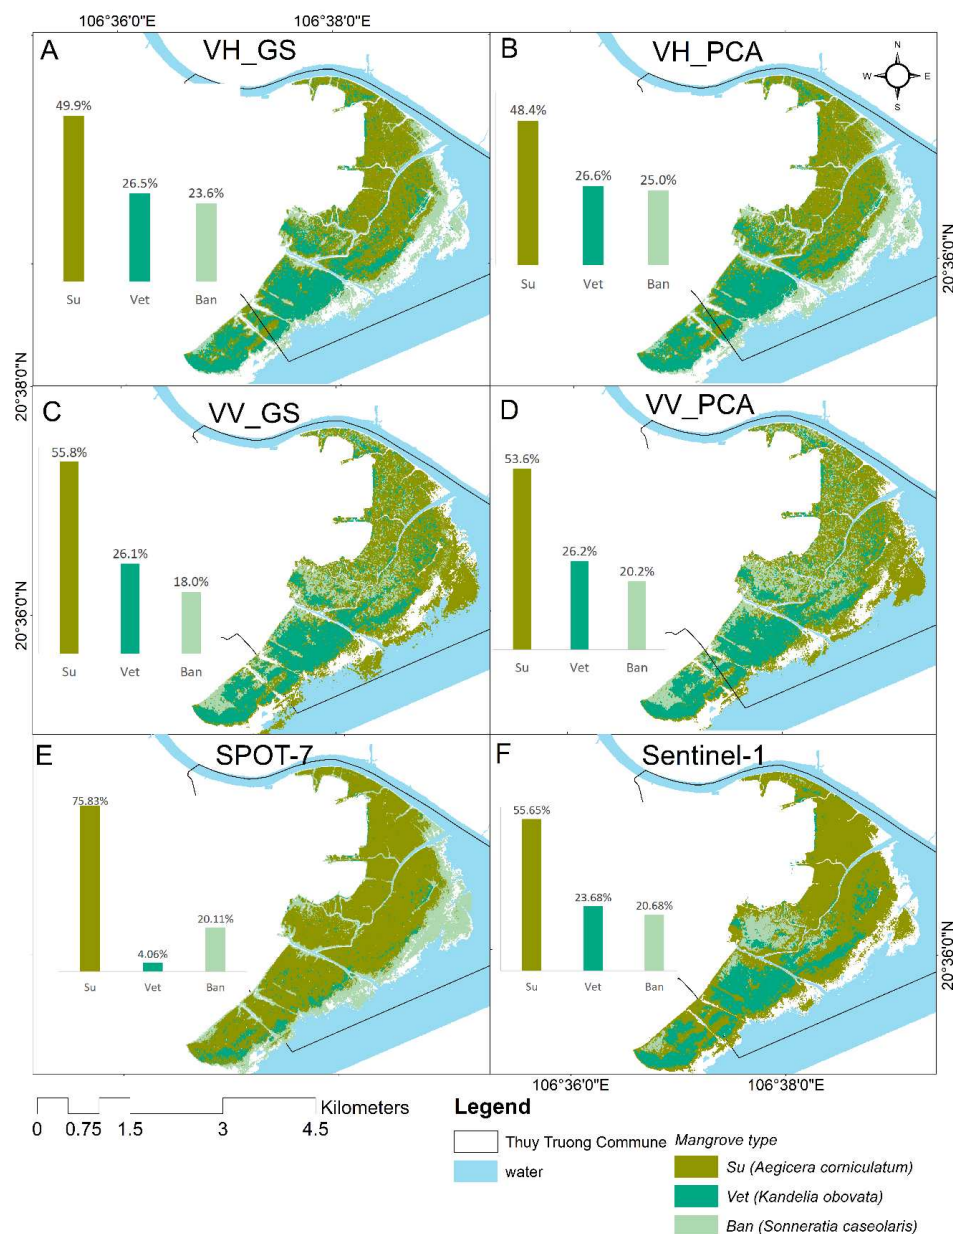 106°36'0"E 106°38'0"E
A VH_GS
49.9%
26.5%
23.6%
Su Vet Ban
B VH_PCA
N
W E
S
48.4%
26.6%
25.0%
Su Vet Ban
20°36'0"N
20°38'0"N
C VV_GS
55.8%
26.1%
18.0%
Su Vet Ban
D VV_PCA
53.6%
26.2%
20.2%
Su Vet Ban
20°36'0"N
E SPOT-7
75.83%
4.06%
20.11%
Su Vet Ban
F Sentinel-1
55.65%
23.68%
20.68%
Su Vet Ban
20°36'0"N
106°36'0"E 106°38'0"E
Kilometers
0 0.75 1.5 3 4.5
Legend
Thuy Truong Commune
water
Mangrove type
Su (Aegicera corniculatum)
Vet (Kandelia obovata)
Ban (Sonneratia caseolaris)